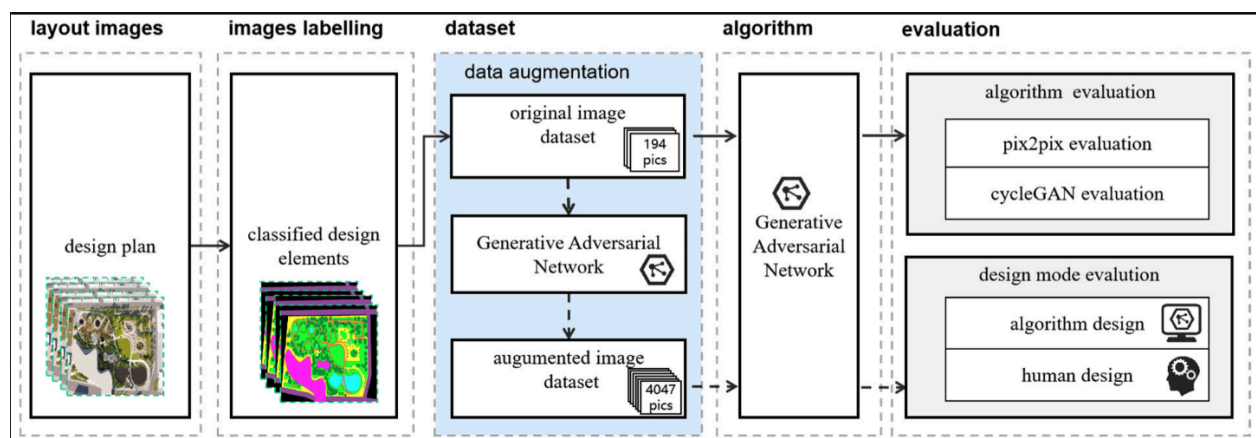 layout images
images labelling
dataset
algorithm
evaluation
design plan
classified design
elements
data augmentation
original image
dataset
194
pics
Generative Adversarial
Network
augumented image
dataset
4047
pics
Generative
Adversarial
Network
algorithm evaluation
pix2pix evaluation
cycleGAN evaluation
design mode evalution
algorithm design
human design